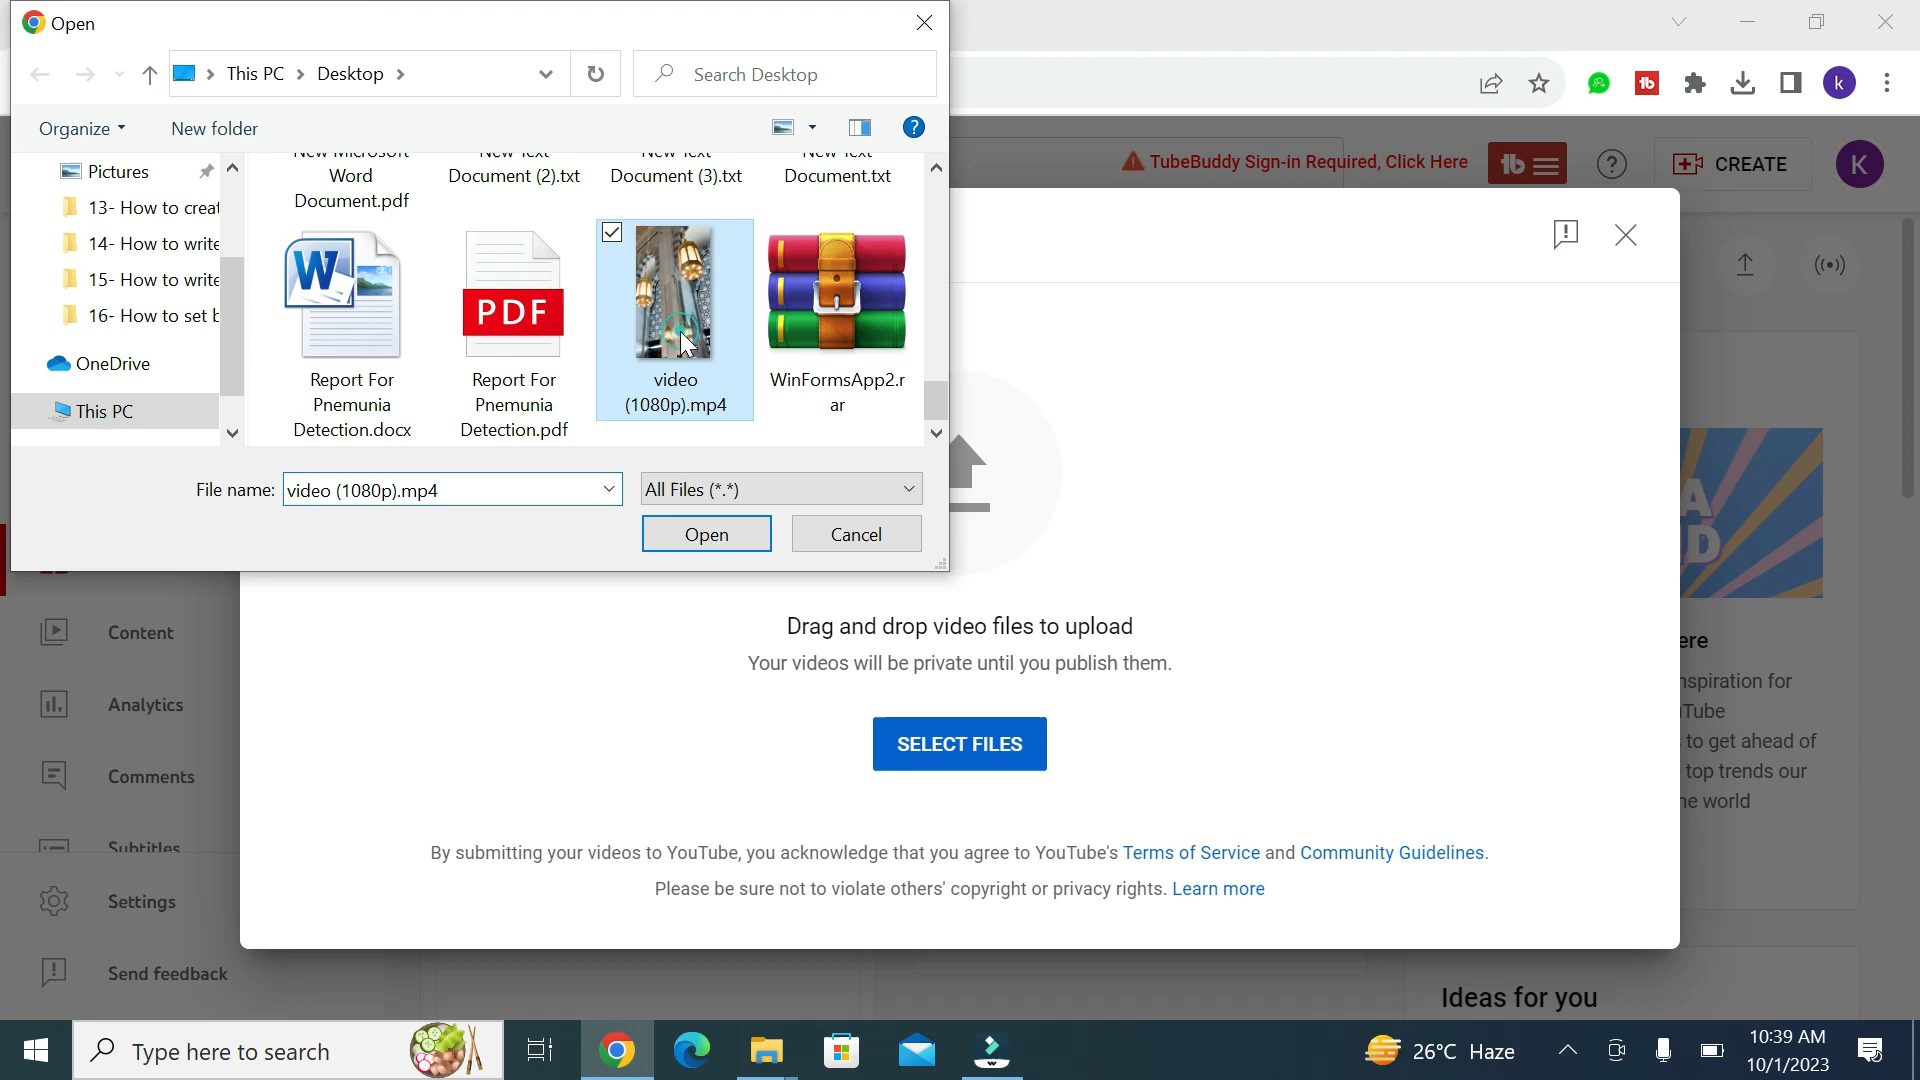 Open
This PC
Desktop
Search Desktop
Organize
New folder
Pictures
13- How to creat
14- How to write
15- How to write
16- How to set b
OneDrive
This PC
Word
Document.pdf
Document (2).txt
Document (3).txt
Document.txt
W
Report For
Pnemunia
Detection.docx
PDF
Report For
Pnemunia
Detection.pdf
video
(1080p).mp4
WinFormsApp2.r
ar
File name:
video (1080p).mp4
All Files (*.*)
Open
Cancel
TubeBuddy Sign-in Required, Click Here
CREATE
K
k
Drag and drop video files to upload
Your videos will be private until you publish them.
SELECT FILES
By submitting your videos to YouTube, you acknowledge that you agree to YouTube's Terms of Service and Community Guidelines.
Please be sure not to violate others' copyright or privacy rights. Learn more
Content
Analytics
Comments
Subtitles
Settings
Send feedback
ere
nspiration for
Tube
to get ahead of
top trends our
he world
Ideas for you
Type here to search
26°C Haze
10:39 AM
10/1/2023